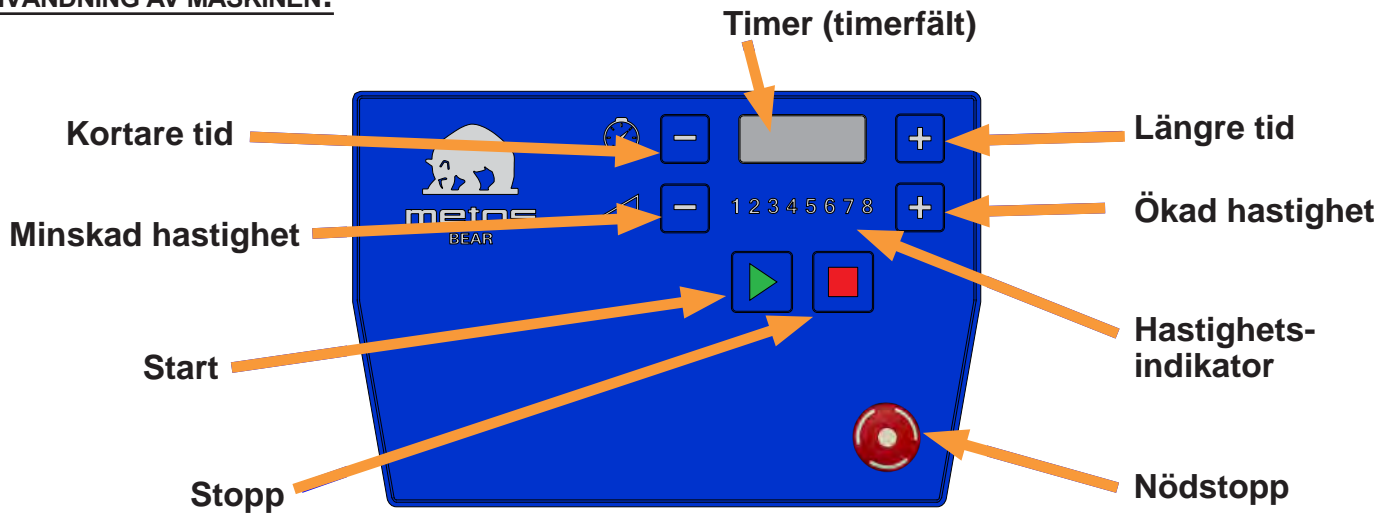 AV MASKINEN:
Timer (timerfält)
Kortare tid
Längre tid
metos
BEAR
1 2 3 4 5 6 7 8
Minskad hastighet
Ökad hastighet
Start
Hastighets-
indikator
Stopp
Nödstopp